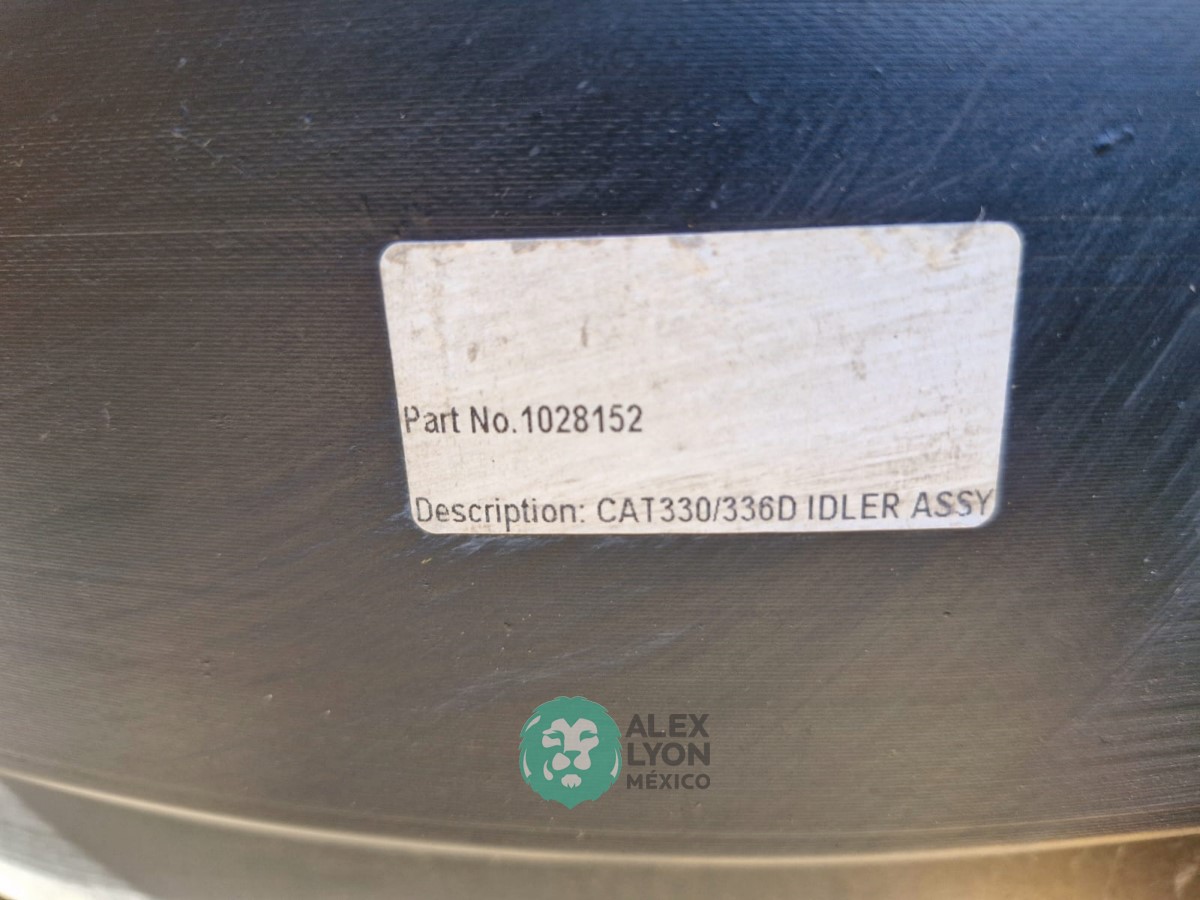 Part No.1028152
Description: CAT330/336D IDLER ASSY
ALEX
LYON
MÉXICO